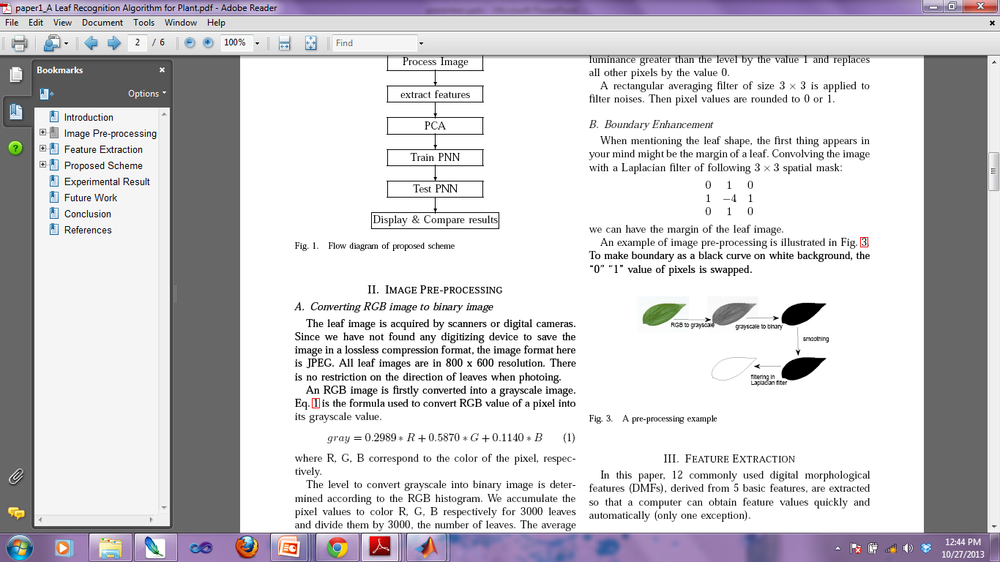 paper1_A Leaf Recognition Algorithm for Plant.pdf - Adobe Reader
File Edit View Document Tools Window Help
2 / 6 100% Find
Bookmarks
Options
Introduction
Image Pre-processing
Feature Extraction
Proposed Scheme
Experimental Result
Future Work
Conclusion
References
Process Image
extract features
PCA
Train PNN
Test PNN
Display & Compare results
Fig. 1. Flow diagram of proposed scheme
II. IMAGE PRE-PROCESSING
A. Converting RGB image to binary image
The leaf image is acquired by scanners or digital cameras.
Since we have not found any digitizing device to save the
image in a lossless compression format, the image format here
is JPEG. All leaf images are in 800 x 600 resolution. There
is no restriction on the direction of leaves when photoing.
An RGB image is firstly converted into a grayscale image.
Eq. 1 is the formula used to convert RGB value of a pixel into
its grayscale value.
gray = 0.2989 ∗ R + 0.5870 ∗ G + 0.1140 ∗ B (1)
where R, G, B correspond to the color of the pixel, respec-
tively.
The level to convert grayscale into binary image is deter-
mined according to the RGB histogram. We accumulate the
pixel values to color R, G, B respectively for 3000 leaves
and divide them by 3000, the number of leaves. The average
luminance greater than the level by the value 1 and replaces
all other pixels by the value 0.
A rectangular averaging filter of size 3 × 3 is applied to
filter noises. Then pixel values are rounded to 0 or 1.
B. Boundary Enhancement
When mentioning the leaf shape, the first thing appears in
your mind might be the margin of a leaf. Convolving the image
with a Laplacian filter of following 3 × 3 spatial mask:
0 1 0
1 −4 1
0 1 0
we can have the margin of the leaf image.
An example of image pre-processing is illustrated in Fig. 3.
To make boundary as a black curve on white background, the
“0” “1” value of pixels is swapped.
RGB to grayscale
grayscale to binary
smoothing
filtering in
Laplacian filter
Fig. 3. A pre-processing example
III. FEATURE EXTRACTION
In this paper, 12 commonly used digital morphological
features (DMFs), derived from 5 basic features, are extracted
so that a computer can obtain feature values quickly and
automatically (only one exception).
12:44 PM
10/27/2013